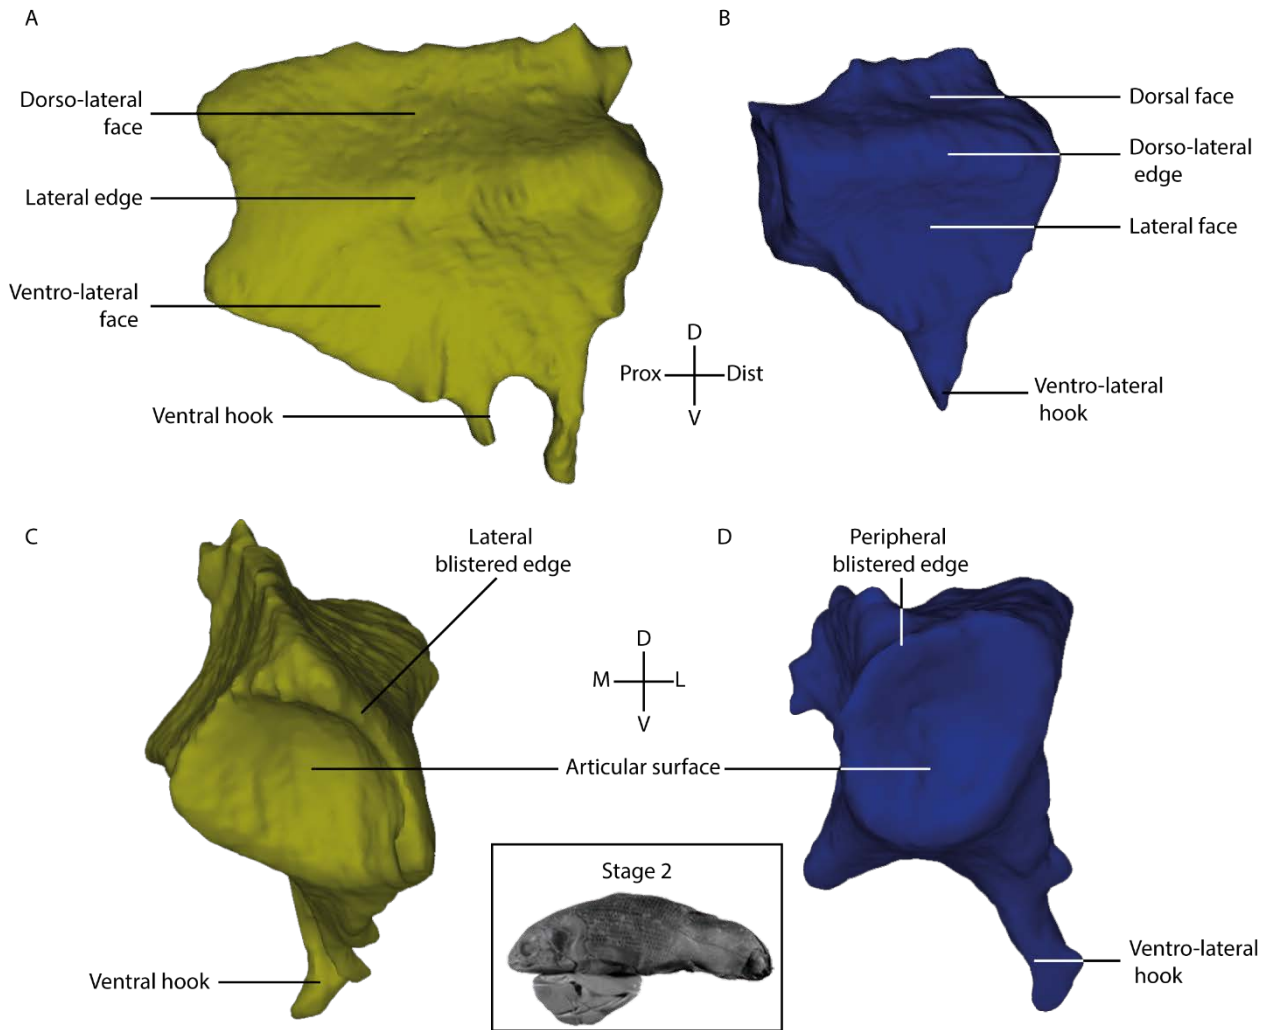 A
B
Dorso-lateral
face
Lateral edge
Ventro-lateral
face
Ventral hook
Dorsal face
Dorso-lateral
edge
Lateral face
Ventro-lateral
hook
D
Prox
Dist
V
C
D
Lateral
blistered edge
Peripheral
blistered edge
D
M
L
V
Articular surface
Stage 2
Ventral hook
Ventro-lateral
hook